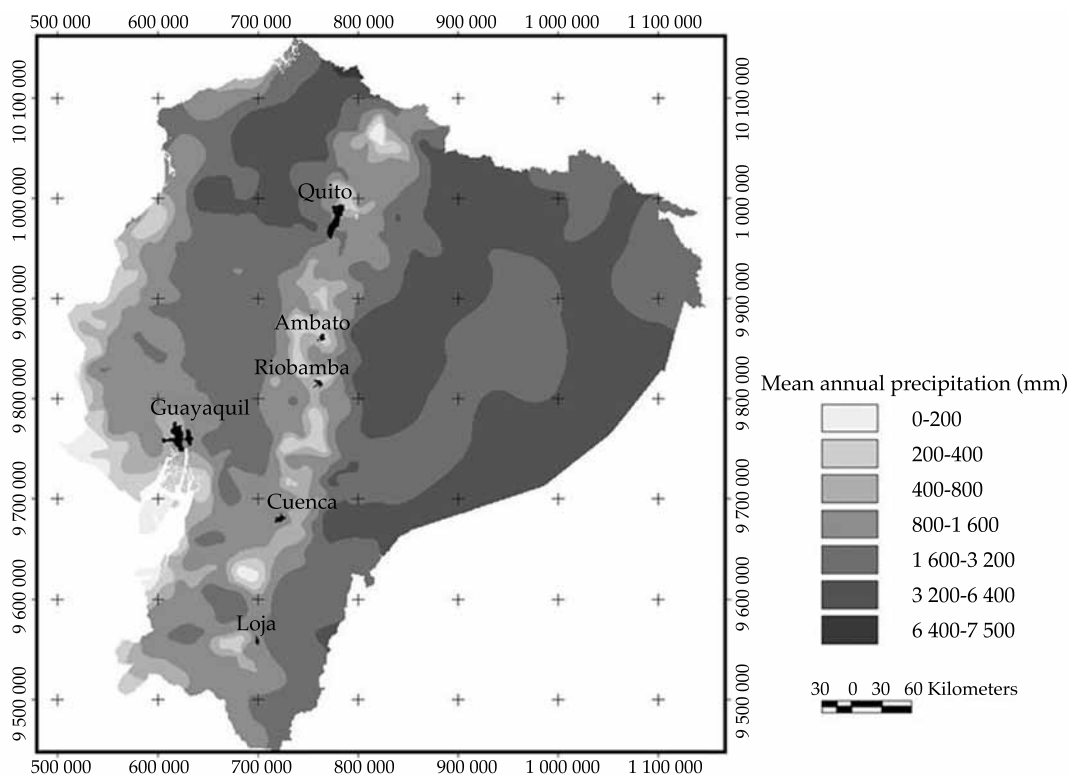 500 000 600 000 700 000 800 000 900 000 1 000 000 1 100 000
10 100 000
10 100 000
1 000 000
1 000 000
9 900 000
9 900 000
9 800 000
9 800 000
9 700 000
9 700 000
9 600 000
9 600 000
9 500 000
9 500 000
Quito
Ambato
Riobamba
Guayaquil
Cuenca
Loja
Mean annual precipitation (mm)
0-200
200-400
400-800
800-1 600
1 600-3 200
3 200-6 400
6 400-7 500
30 0 30 60 Kilometers
500 000 600 000 700 000 800 000 900 000 1 000 000 1 100 000